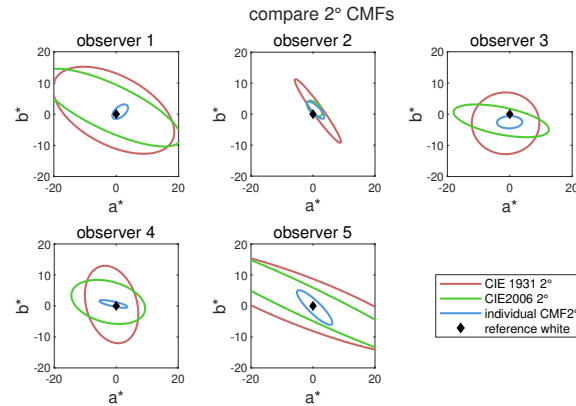 compare 2° CMFs
observer 1
observer 2
observer 3
20
10
0
-10
-20
b*
-20 0 20
a*
20
10
0
-10
-20
b*
-20 0 20
a*
20
10
0
-10
-20
b*
-20 0 20
a*
observer 4
observer 5
20
10
0
-10
-20
b*
-20 0 20
a*
20
10
0
-10
-20
b*
-20 0 20
a*
CIE 1931 2°
CIE2006 2°
individual CMF2°
reference white